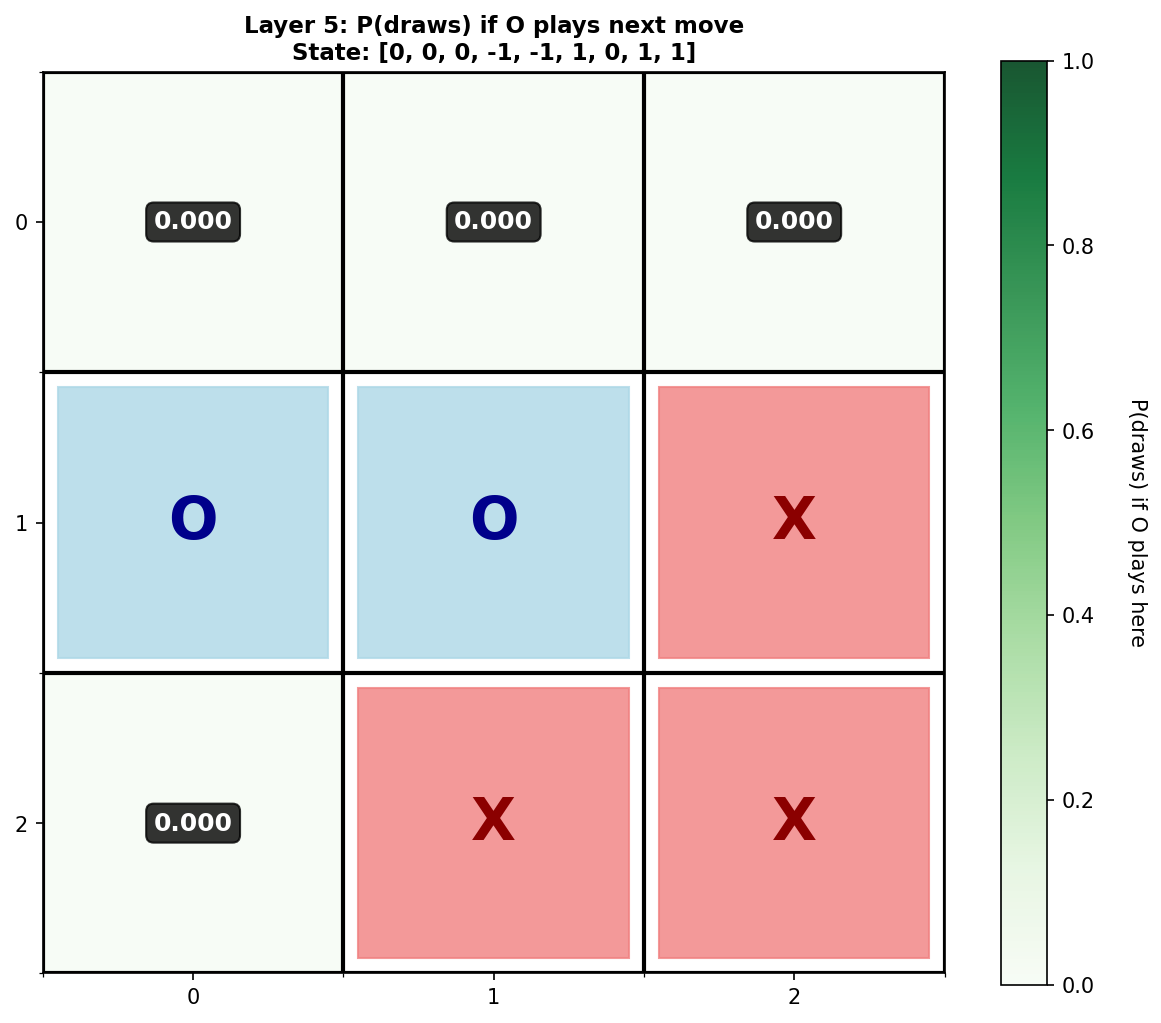 Layer 5: P(draws) if O plays next move
State: [0, 0, 0, -1, -1, 1, 0, 1, 1]
0
0.000
0.000
0.000
1
O
O
X
2
0.000
X
X
0
1
2
1.0
0.8
0.6
0.4
0.2
0.0
P(draws) if O plays here